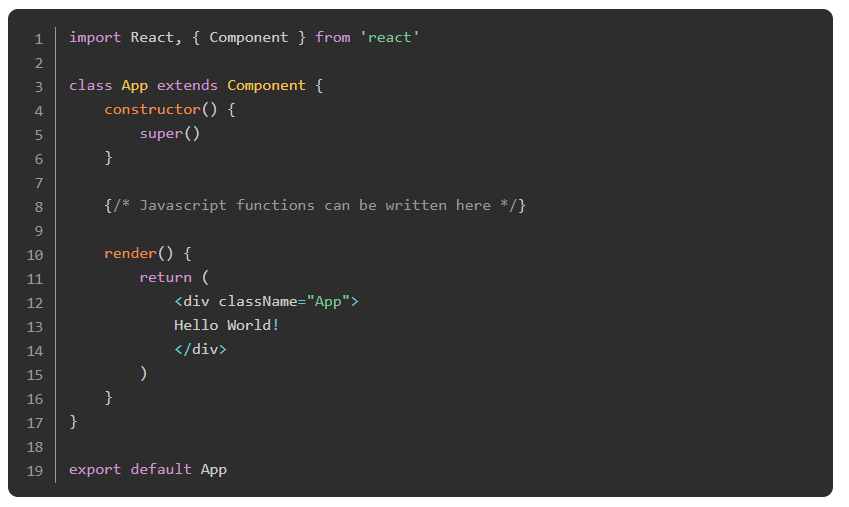 1 import React, { Component } from 'react'
2
3 class App extends Component {
4     constructor() {
5         super()
6     }
7
8     {/* Javascript functions can be written here */}
9
10     render() {
11         return (
12             <div className="App">
13             Hello World!
14             </div>
15         )
16     }
17 }
18
19 export default App